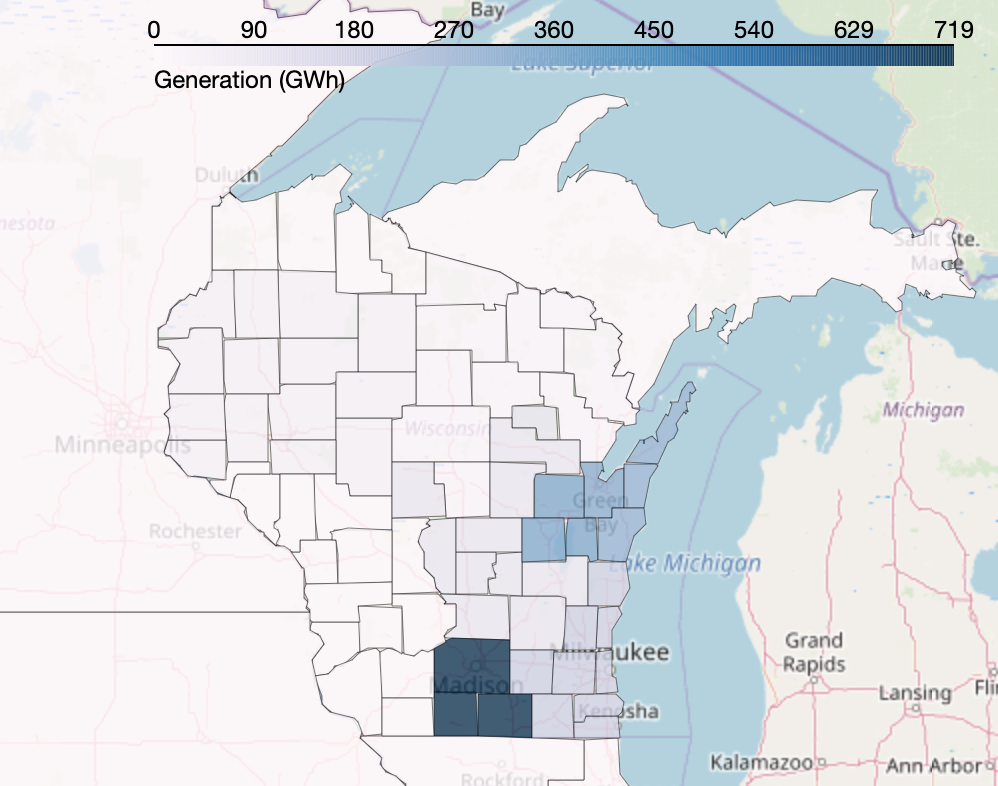 Bay
0 90 180 270 360 450 540 629 719
Lake Superior
Generation (GWh)
Duluth
nesota
Sault Ste.
Marie
Michigan
Minneapolis
Wisconsin
Green
Bay
Rochester
Lake Michigan
Milwaukee
Grand
Rapids
Madison
Lansing
Flin
Kenosha
Kalamazoo
Ann Arbor
Rockford